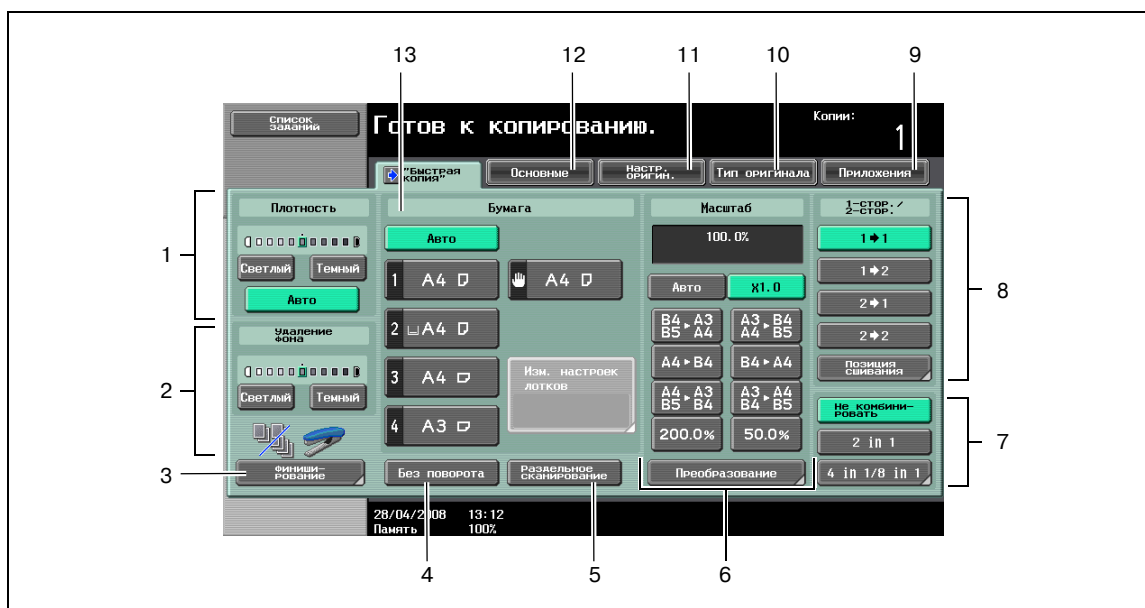 13
12
11
10
9
Список заданий
Готов к копированию.
Копии:
1
"Быстрая копия"
Основные
Настр. оригин.
Тип оригинала
Приложения
1
Плотность
Светлый
Темный
Авто
2
Удаление фона
Светлый
Темный
3
Финиши-
рование
Бумага
Авто
1 A4
A4
2 A4
3 A4
4 A3
Изм. настроек
лотков
Без поворота
Раздельное
сканирование
4
5
Масштаб
100.0%
Авто
x1.0
B4 ▸ A3
B5 ▸ A4
A3 ▸ B4
A4 ▸ B5
A4 ▸ B4
B4 ▸ A4
A4 ▸ A3
B5 ▸ B4
A3 ▸ A4
B4 ▸ B5
200.0%
50.0%
Преобразование
6
1-стор./
2-стор.
1 → 1
1 → 2
2 → 1
2 → 2
Позиция
сшивания
8
Не комбини-
ровать
2 in 1
4 in 1/8 in 1
7
28/04/2008 13:12
Память 100%